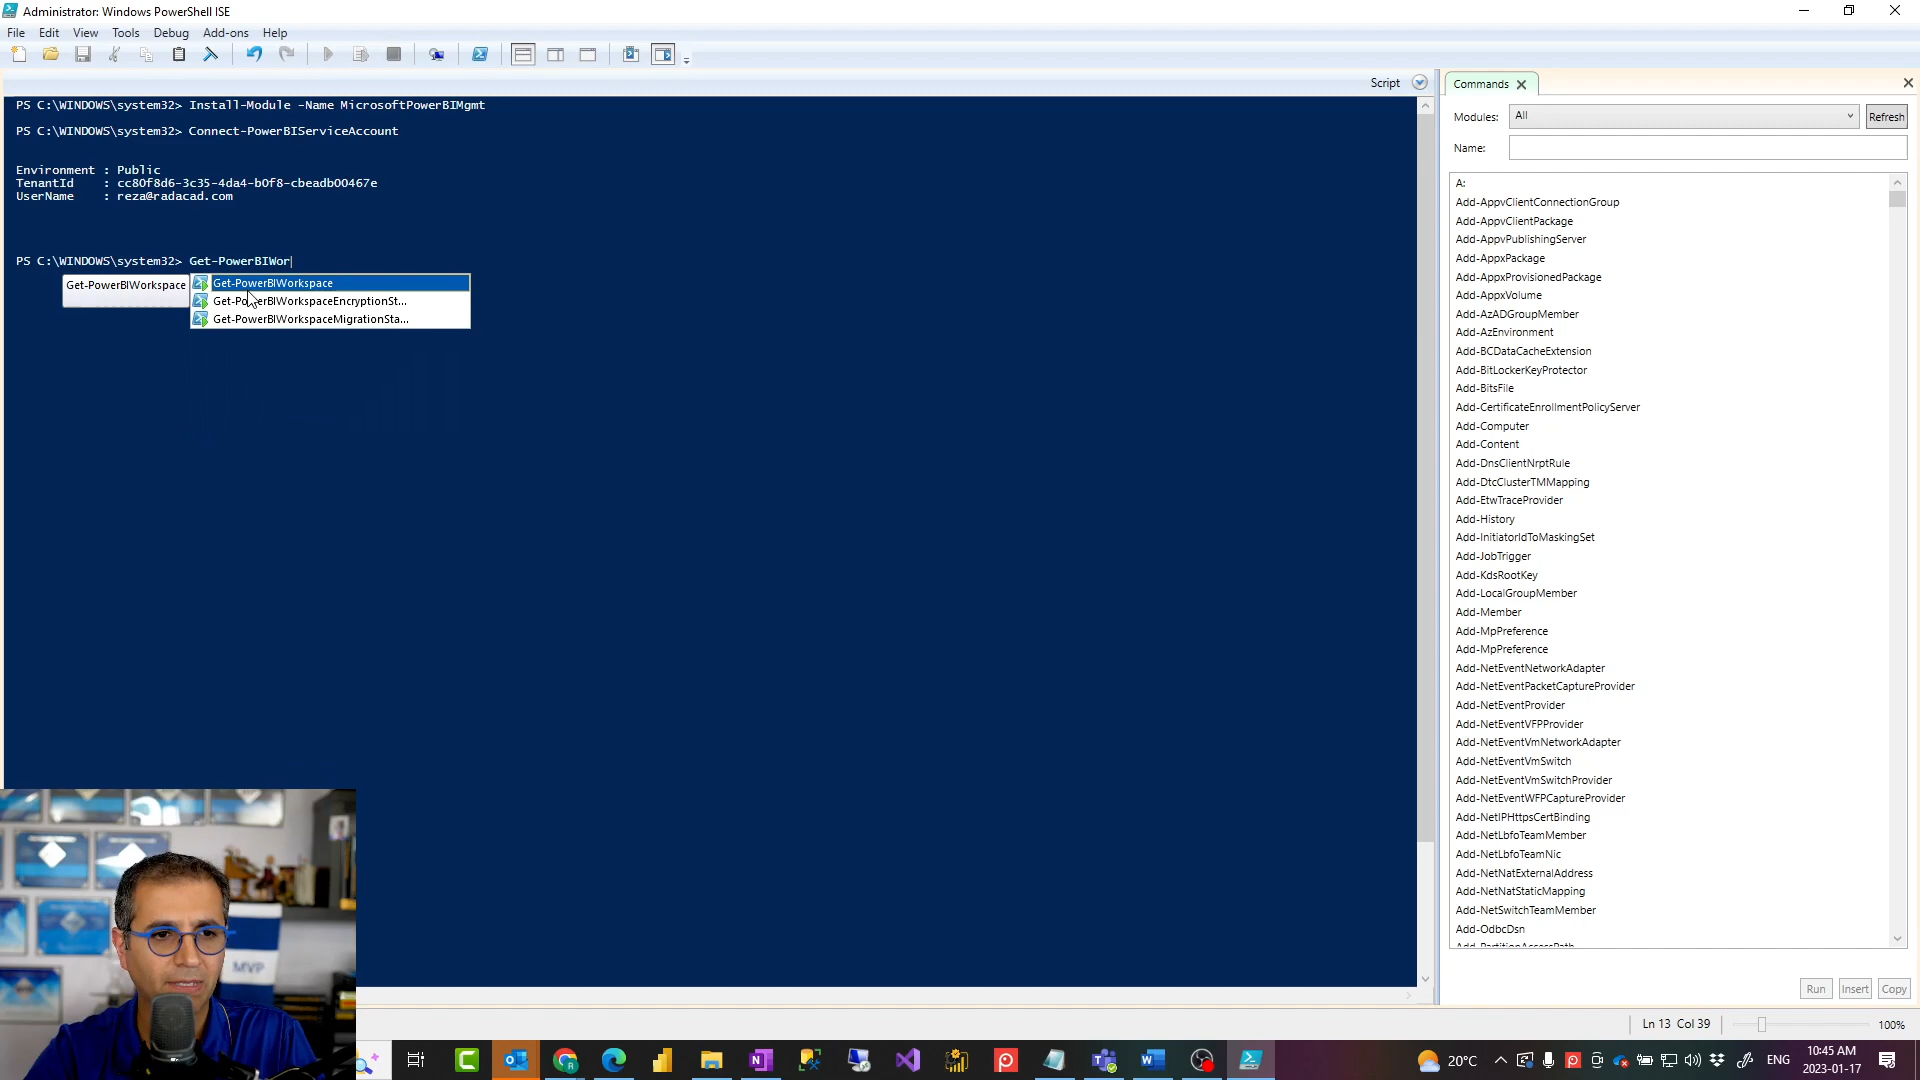 Administrator: Windows PowerShell ISE
File Edit View Tools Debug Add-ons Help
Script
PS C:\WINDOWS\system32> Install-Module -Name MicrosoftPowerBIMgmt
PS C:\WINDOWS\system32> Connect-PowerBIServiceAccount
Environment : Public
TenantId : cc80f8d6-3c35-4da4-b0f8-cbeadb00467e
UserName : reza@radacad.com
PS C:\WINDOWS\system32> Get-PowerBIWor
Get-PowerBIWorkspace
Get-PowerBIWorkspace
Get-PowerBIWorkspaceEncryptionSt...
Get-PowerBIWorkspaceMigrationSta...
Commands
Modules: All Refresh
Name:
A:
Add-AppvClientConnectionGroup
Add-AppvClientPackage
Add-AppvPublishingServer
Add-AppxPackage
Add-AppxProvisionedPackage
Add-AppxVolume
Add-AzADGroupMember
Add-AzEnvironment
Add-BCDataCacheExtension
Add-BitLockerKeyProtector
Add-BitsFile
Add-CertificateEnrollmentPolicyServer
Add-Computer
Add-Content
Add-DnsClientNrptRule
Add-DtcClusterTMMapping
Add-EtwTraceProvider
Add-History
Add-InitiatorIdToMaskingSet
Add-JobTrigger
Add-KdsRootKey
Add-LocalGroupMember
Add-Member
Add-MpPreference
Add-MpPreference
Add-NetEventNetworkAdapter
Add-NetEventPacketCaptureProvider
Add-NetEventProvider
Add-NetEventVFPProvider
Add-NetEventVmNetworkAdapter
Add-NetEventVmSwitch
Add-NetEventVmSwitchProvider
Add-NetEventWFPCaptureProvider
Add-NetIPHttpsCertBinding
Add-NetLbfoTeamMember
Add-NetLbfoTeamNic
Add-NetNatExternalAddress
Add-NetNatStaticMapping
Add-NetSwitchTeamMember
Add-OdbcDsn
Add-PartitionAccessPath
Run Insert Copy
Ln 13 Col 39 100%
MVP
20°C ENG 10:45 AM
2023-01-17